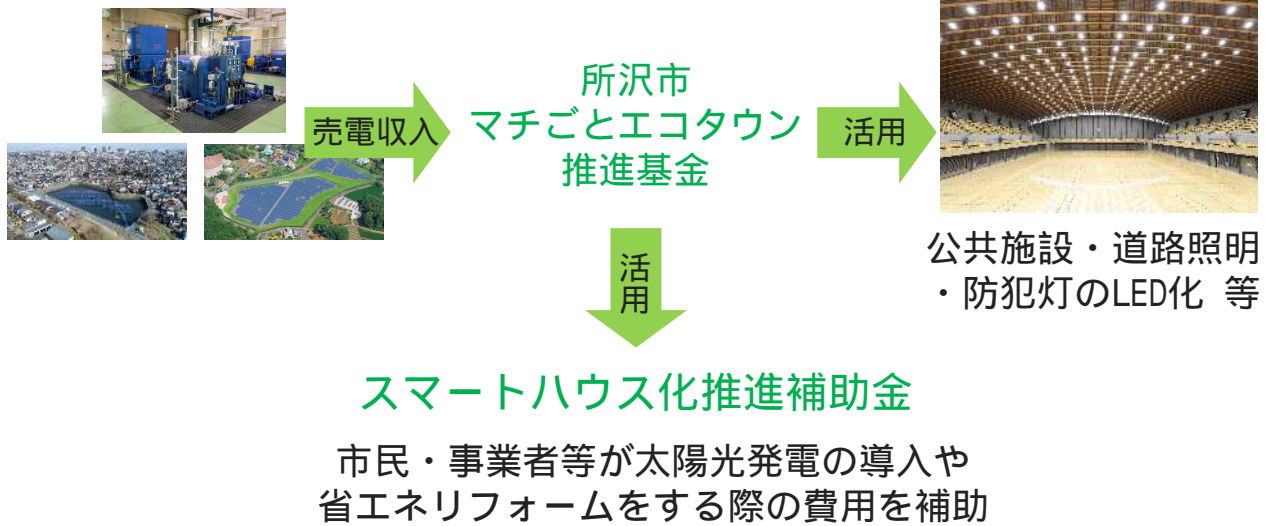 売電収入
所沢市
マチごとエコタウン
推進基金
活用
公共施設・道路照明
・防犯灯のLED化 等
活用
スマートハウス化推進補助金
市民・事業者等が太陽光発電の導入や
省エネリフォームをする際の費用を補助